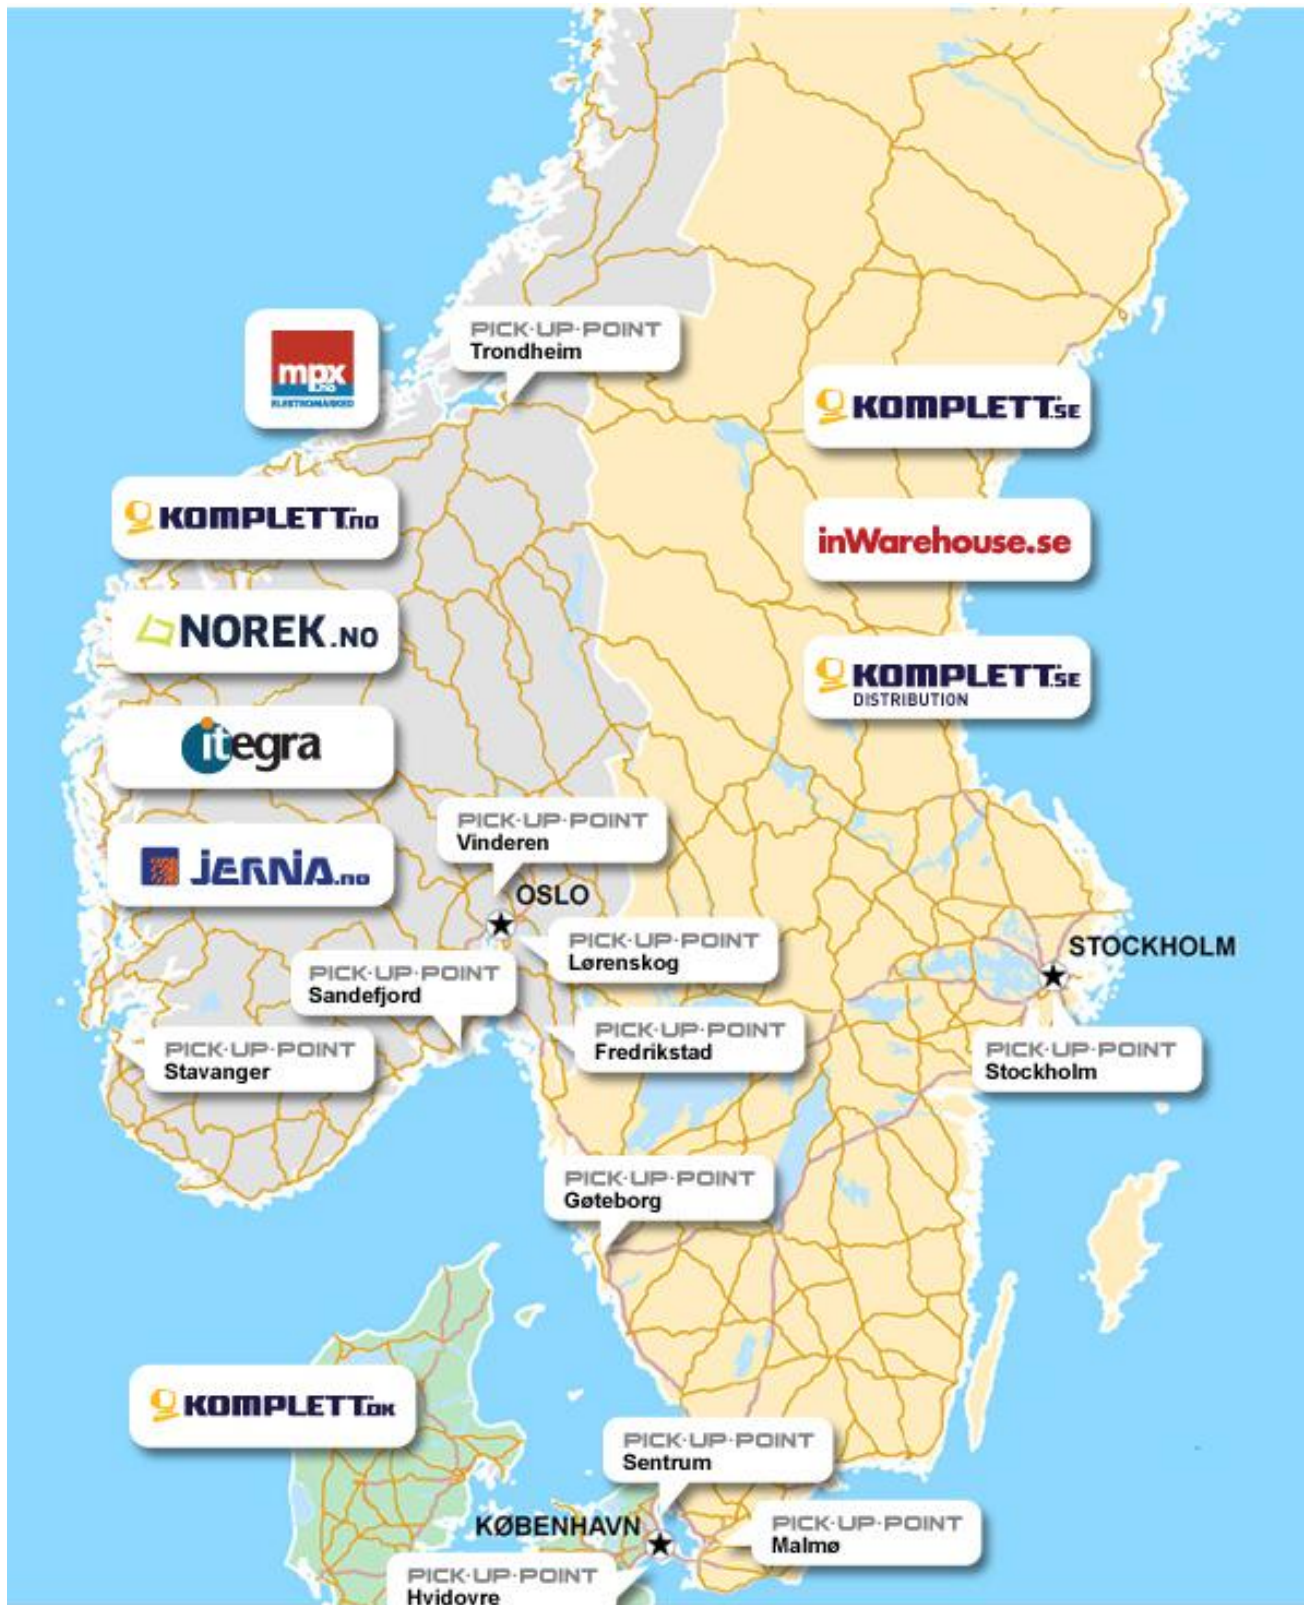 PICK·UP·POINT
Trondheim
mpx
.no
ELEKTROMARKED
KOMPLETT.SE
KOMPLETT.no
inWarehouse.se
NOREK.NO
KOMPLETT.SE
DISTRIBUTION
itegra
PICK·UP·POINT
Vinderen
JERNIA.no
OSLO
PICK·UP·POINT
Lørenskog
STOCKHOLM
PICK·UP·POINT
Sandefjord
PICK·UP·POINT
Fredrikstad
PICK·UP·POINT
Stavanger
PICK·UP·POINT
Stockholm
PICK·UP·POINT
Gøteborg
KOMPLETT.DK
PICK·UP·POINT
Sentrum
KØBENHAVN
PICK·UP·POINT
Malmø
PICK·UP·POINT
Hvidovre